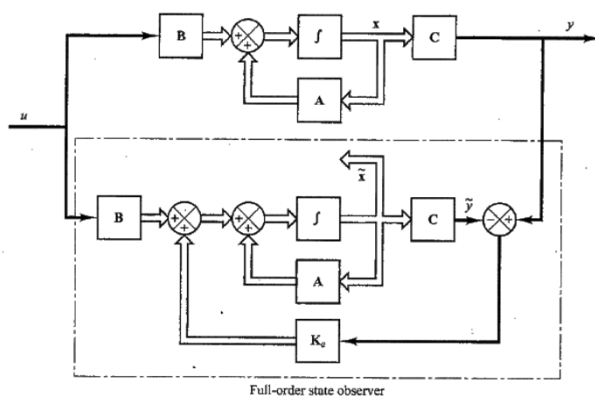 B
+
+
∫
x
C
y
A
u
x̃
B
+
+
+
+
∫
C
ỹ
-
+
A
Kₑ
Full-order state observer